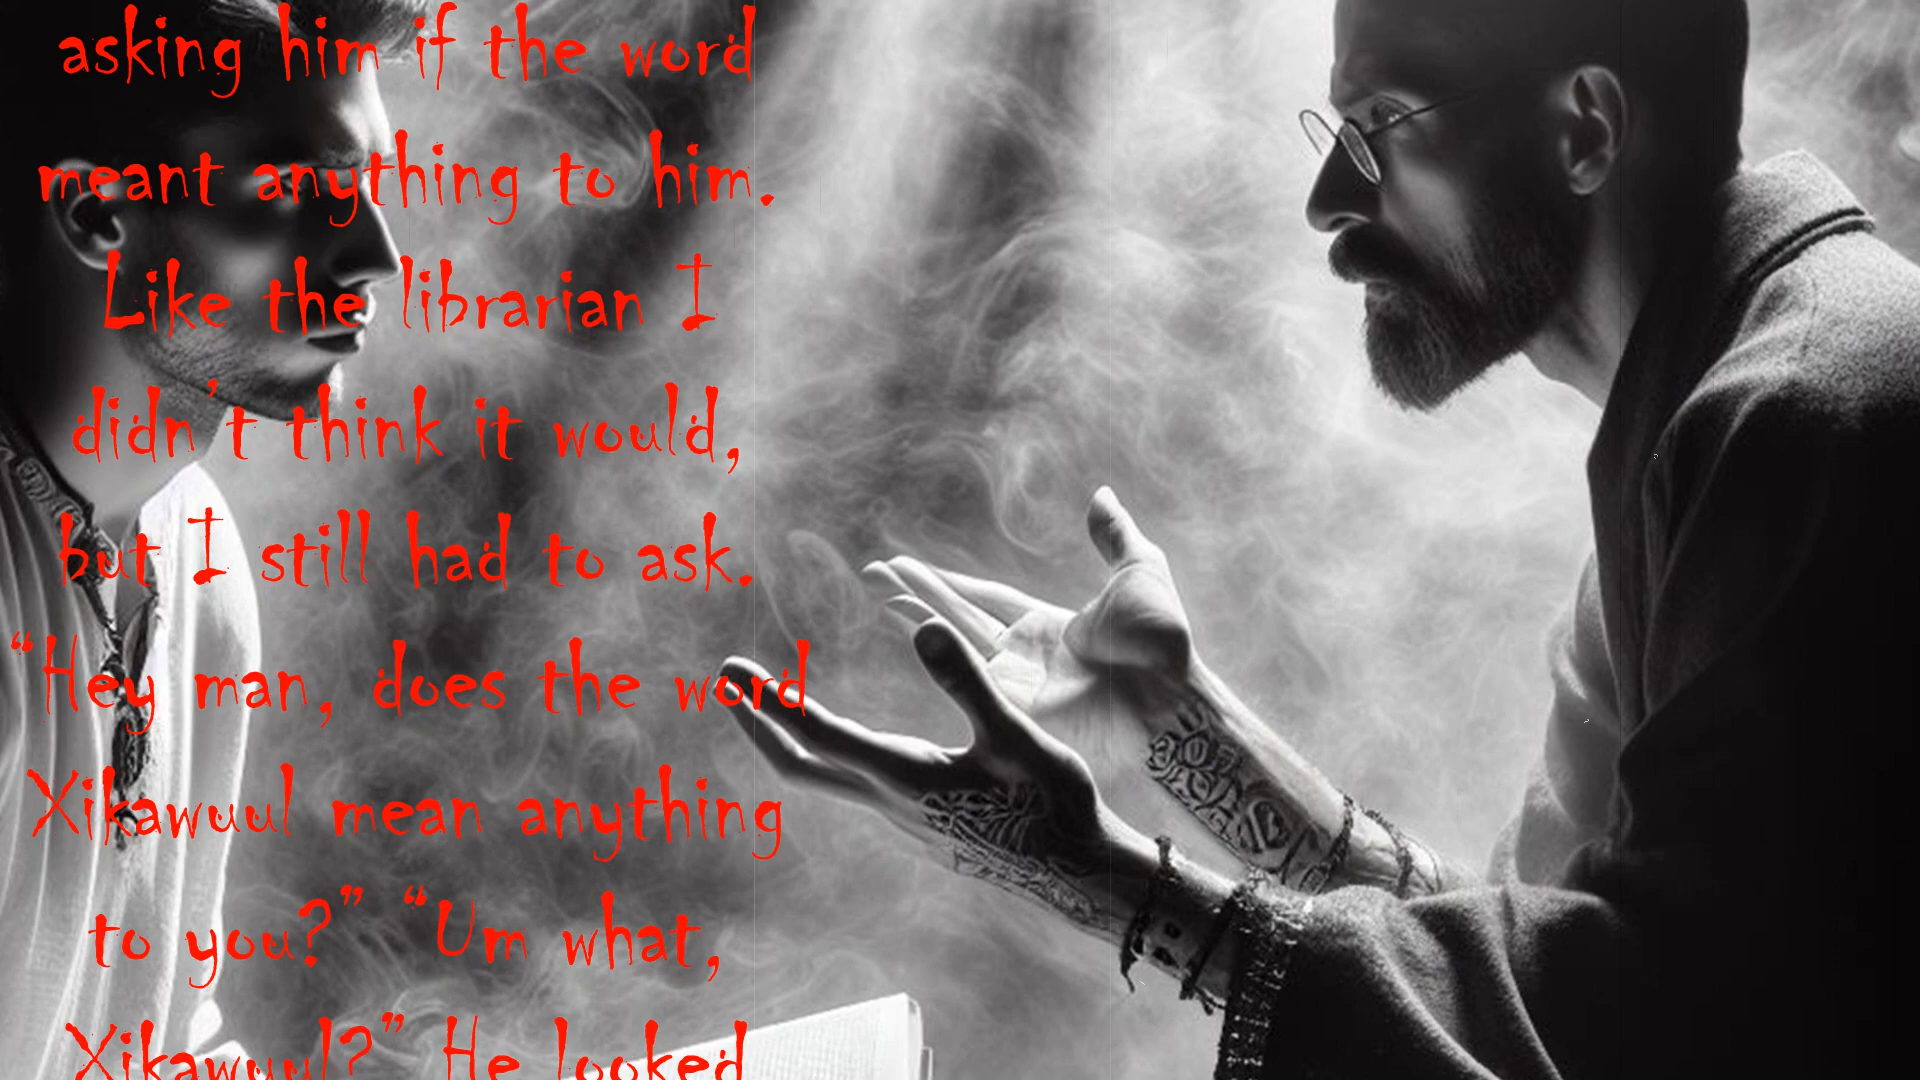 asking him if the word
meant anything to him.
Like the librarian I
didn't think it would,
but I still had to ask.
“Hey man, does the word
Xikawuul mean anything
to you?” “Um what,
Xikawuul?” He looked